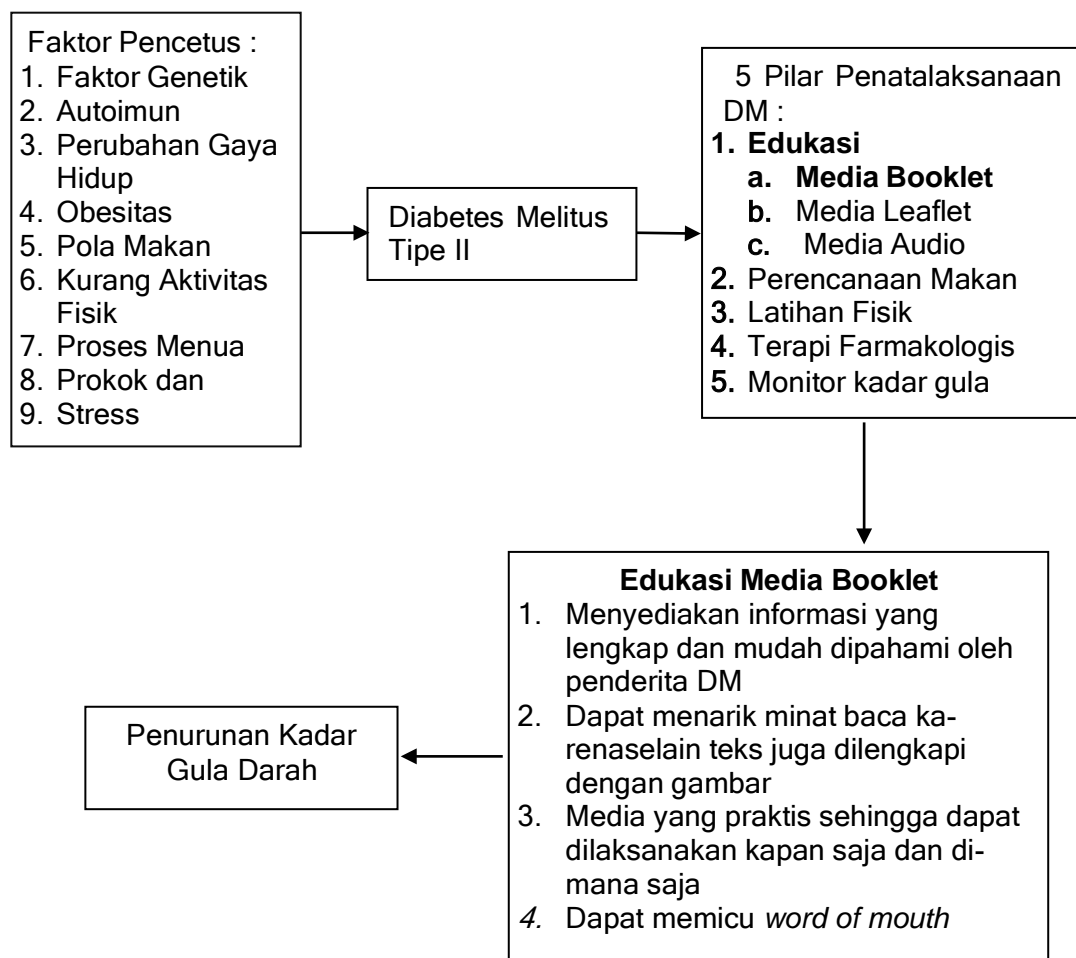 Faktor Pencetus :
1. Faktor Genetik
2. Autoimun
3. Perubahan Gaya
Hidup
4. Obesitas
5. Pola Makan
6. Kurang Aktivitas
Fisik
7. Proses Menua
8. Prokok dan
9. Stress
Diabetes Melitus
Tipe II
5 Pilar Penatalaksanaan
DM :
1. Edukasi
a. Media Booklet
b. Media Leaflet
c. Media Audio
2. Perencanaan Makan
3. Latihan Fisik
4. Terapi Farmakologis
5. Monitor kadar gula
Edukasi Media Booklet
1. Menyediakan informasi yang
lengkap dan mudah dipahami oleh
penderita DM
2. Dapat menarik minat baca ka-
renaselain teks juga dilengkapi
dengan gambar
3. Media yang praktis sehingga dapat
dilaksanakan kapan saja dan di-
mana saja
4. Dapat memicu word of mouth
Penurunan Kadar
Gula Darah